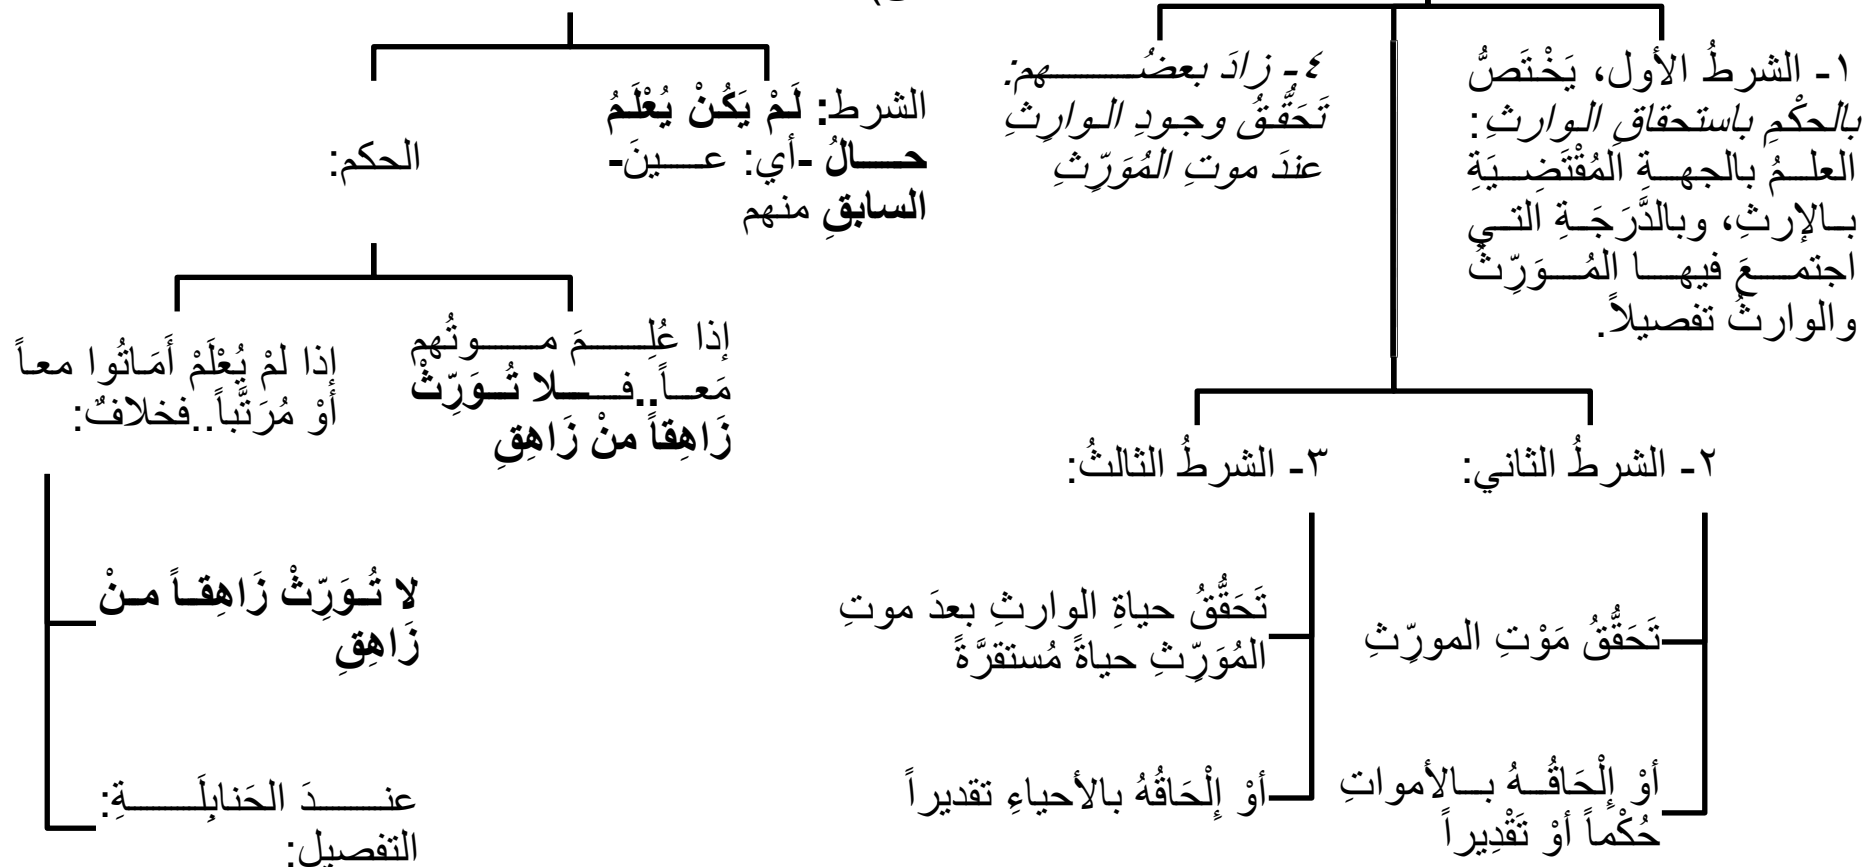 ١- الشرطُ الأول، يَخْتَصُّ
بالحكْمِ باستحقاقِ الوارثِ:
العلمُ بالجهةِ المُقْتَضِيَةِ
بالإرثِ، وبالدَّرَجَةِ التي
اجتمعَ فيها المُوَرِّثُ
والوارثُ تفصيلاً.
٤- زادَ بعضُهم:
تَحَقُّقُ وجودِ الوارِثِ
عندَ موتِ المُوَرِّثِ
٢- الشرطُ الثاني:
تَحَقُّقُ مَوْتِ المورِّثِ
أوْ إِلْحَاقُهُ بالأمواتِ
حُكْماً أوْ تَقْدِيراً
٣- الشرطُ الثالثُ:
تَحَقُّقُ حياةِ الوارثِ بعدَ موتِ
المُوَرِّثِ حياةً مُستقرَّةً
أوْ إِلْحَاقُهُ بالأحياءِ تقديراً
الشرط: لَمْ يَكُنْ يُعْلَمُ
حالُ -أي: عينَ-
السابقِ منهم
الحكم:
إذا عُلِمَ موتُهم
مَعاً..فلا تُوَرِّثْ
زَاهِقاً منْ زَاهِقِ
إذا لمْ يُعْلَمْ أَمَاتُوا معاً
أوْ مُرَتَّباً..فخلافٌ:
لا تُوَرِّثْ زَاهِقاً منْ
زَاهِقِ
عندَ الحَنابِلَةِ:
التفصيل: